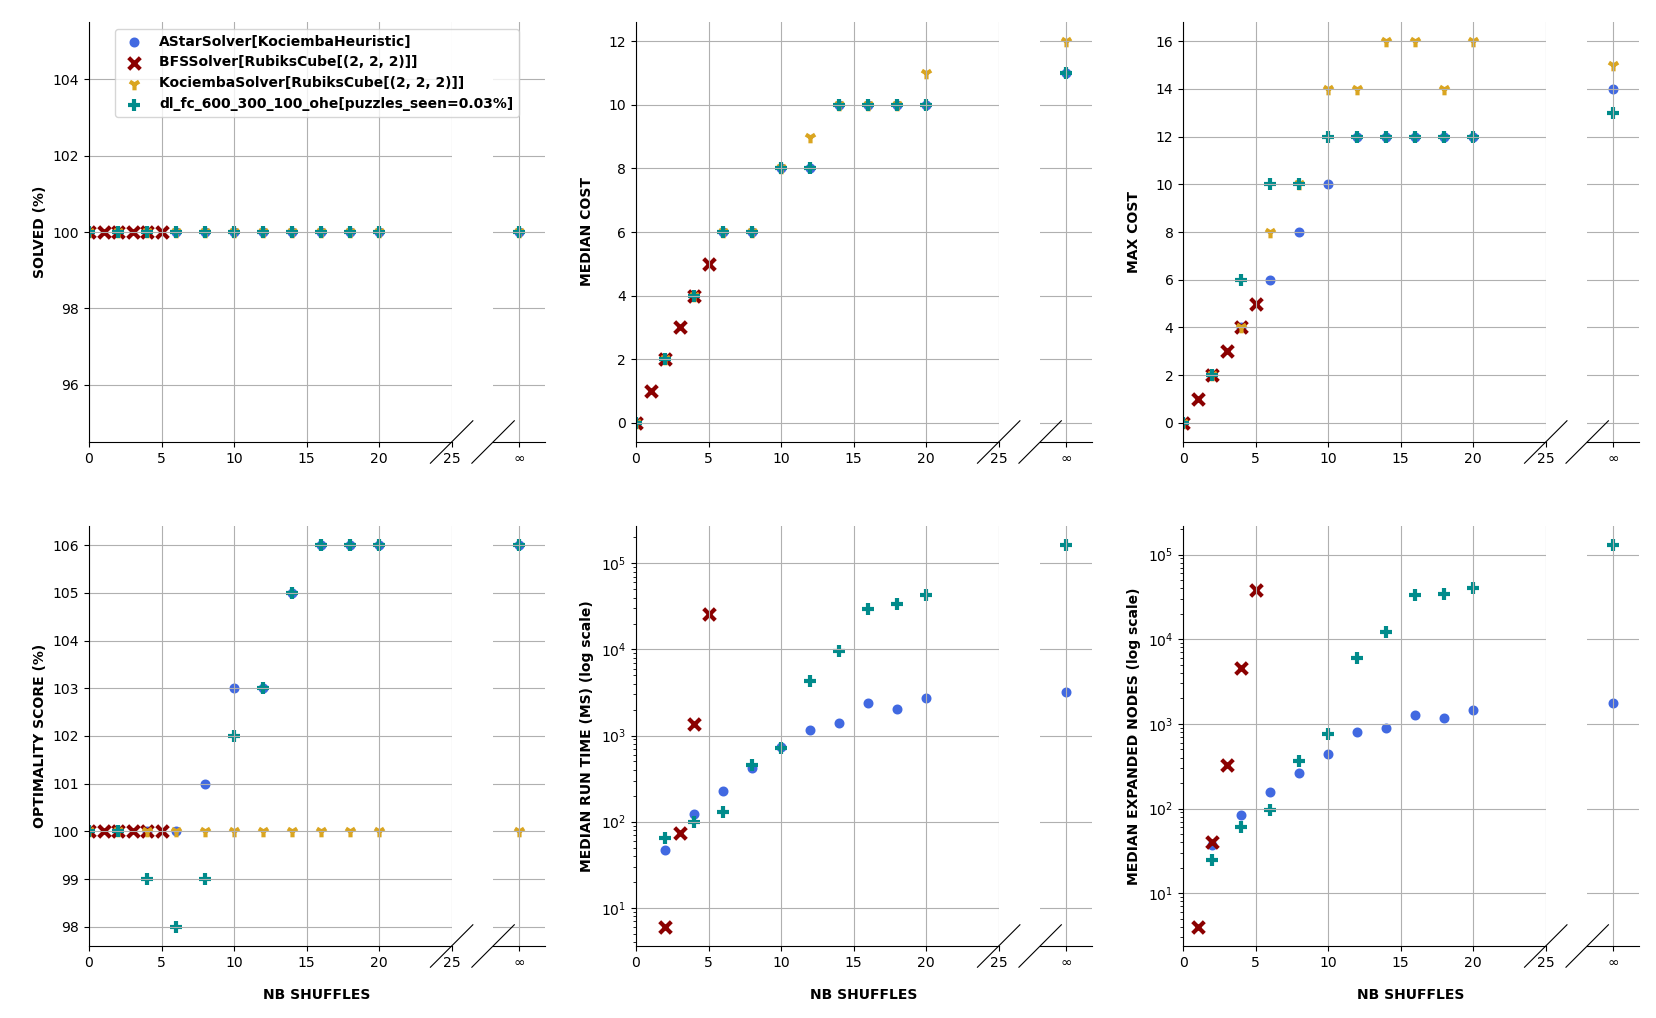 AStarSolver[KociembaHeuristic]
BFSSolver[RubiksCube[(2, 2, 2)]]
KociembaSolver[RubiksCube[(2, 2, 2)]]
dl_fc_600_300_100_ohe[puzzles_seen=0.03%]
SOLVED (%)
104
102
100
98
96
0 5 10 15 20 25 ∞
MEDIAN COST
12
10
8
6
4
2
0
0 5 10 15 20 25 ∞
MAX COST
16
14
12
10
8
6
4
2
0
0 5 10 15 20 25 ∞
OPTIMALITY SCORE (%)
106
105
104
103
102
101
100
99
98
0 5 10 15 20 25 ∞
NB SHUFFLES
MEDIAN RUN TIME (MS) (log scale)
10⁵
10⁴
10³
10²
10¹
0 5 10 15 20 25 ∞
NB SHUFFLES
MEDIAN EXPANDED NODES (log scale)
10⁵
10⁴
10³
10²
10¹
0 5 10 15 20 25 ∞
NB SHUFFLES